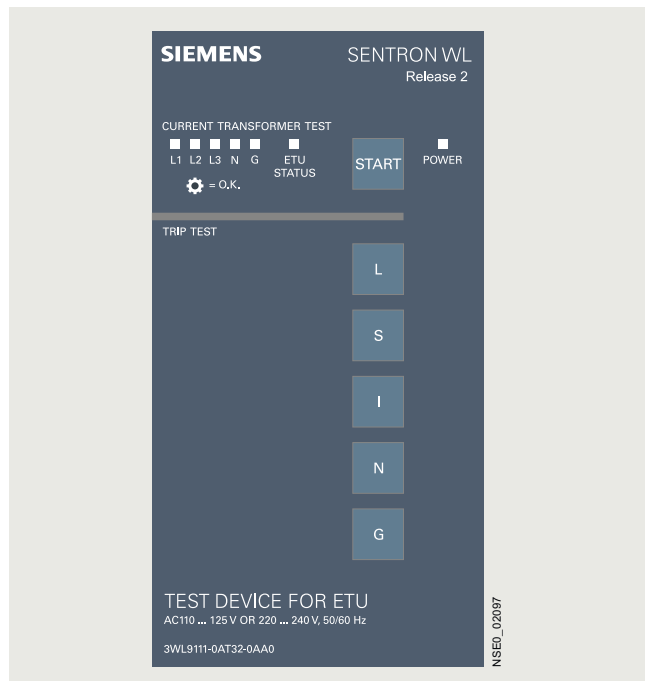 SIEMENS
SENTRON WL
Release 2
CURRENT TRANSFORMER TEST
L1 L2 L3 N G
ETU
STATUS
START
POWER
= O.K.
TRIP TEST
L
S
I
N
G
TEST DEVICE FOR ETU
AC110 ... 125 V OR 220 ... 240 V, 50/60 Hz
3WL9111-0AT32-0AA0
NSE0_02097